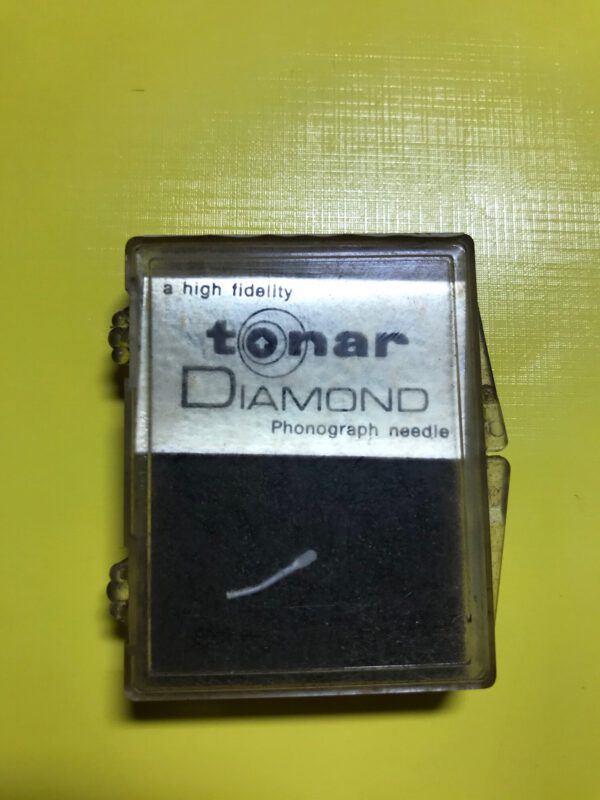 a high fidelity
tonar
DIAMOND
Phonograph needle